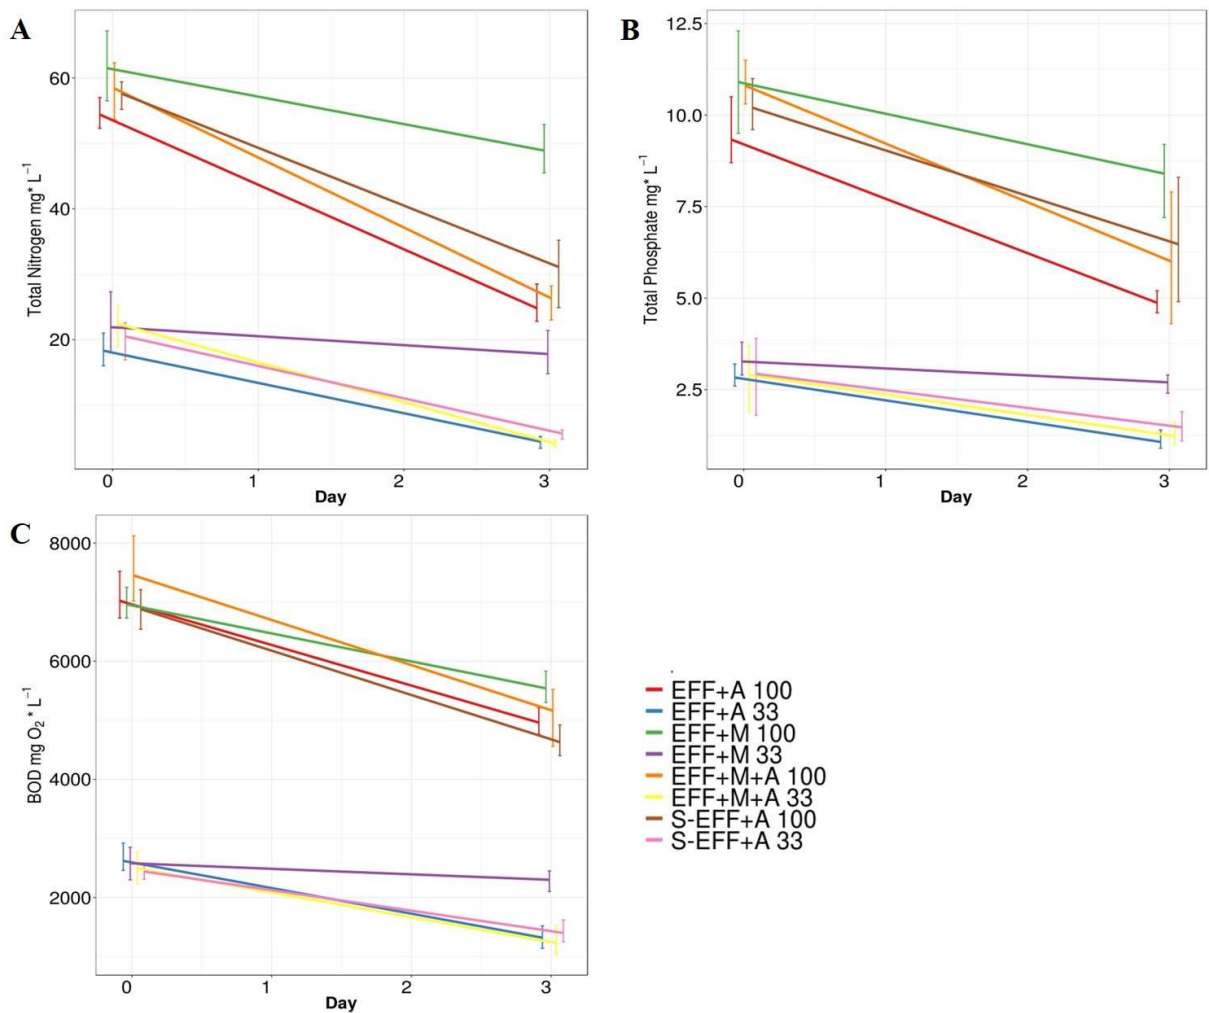 A
Total Nitrogen mg* L⁻¹
60
40
20
0
1
2
3
Day
B
Total Phosphate mg* L⁻¹
12.5
10.0
7.5
5.0
2.5
0
1
2
3
Day
C
BOD mg O₂ * L⁻¹
8000
6000
4000
2000
0
1
2
3
Day
EFF+A 100
EFF+A 33
EFF+M 100
EFF+M 33
EFF+M+A 100
EFF+M+A 33
S-EFF+A 100
S-EFF+A 33